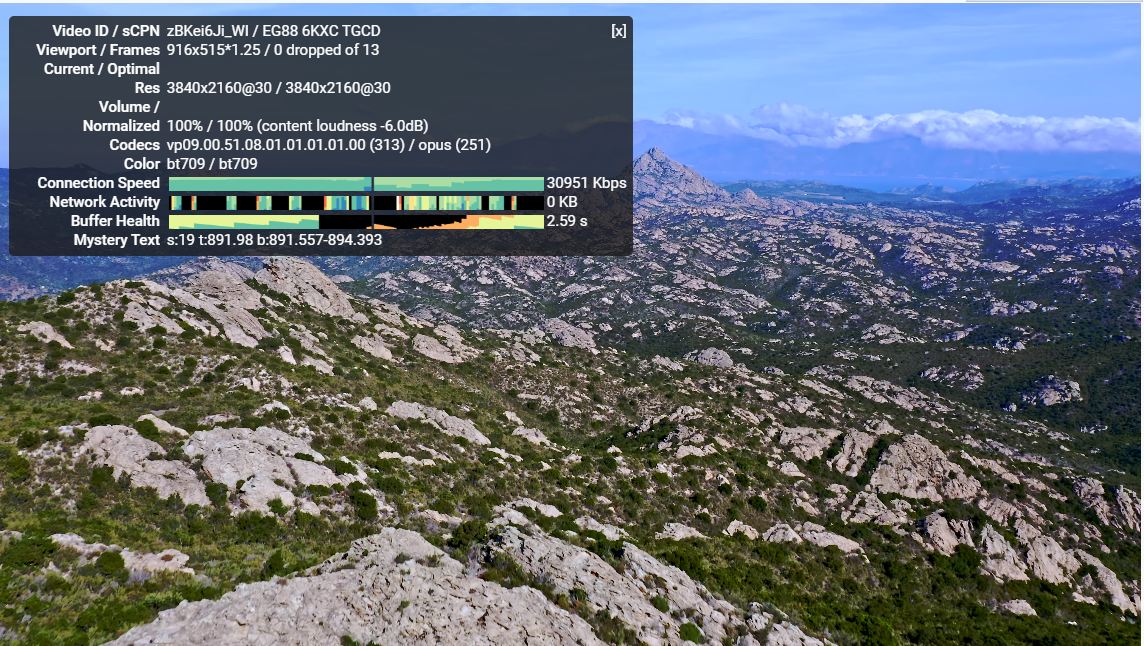 Video ID / sCPN zBKei6Ji_WI / EG88 6KXC TGCD [x]
Viewport / Frames 916x515*1.25 / 0 dropped of 13
Current / Optimal
Res 3840x2160@30 / 3840x2160@30
Volume /
Normalized 100% / 100% (content loudness -6.0dB)
Codecs vp09.00.51.08.01.01.01.01.00 (313) / opus (251)
Color bt709 / bt709
Connection Speed 30951 Kbps
Network Activity 0 KB
Buffer Health 2.59 s
Mystery Text s:19 t:891.98 b:891.557-894.393